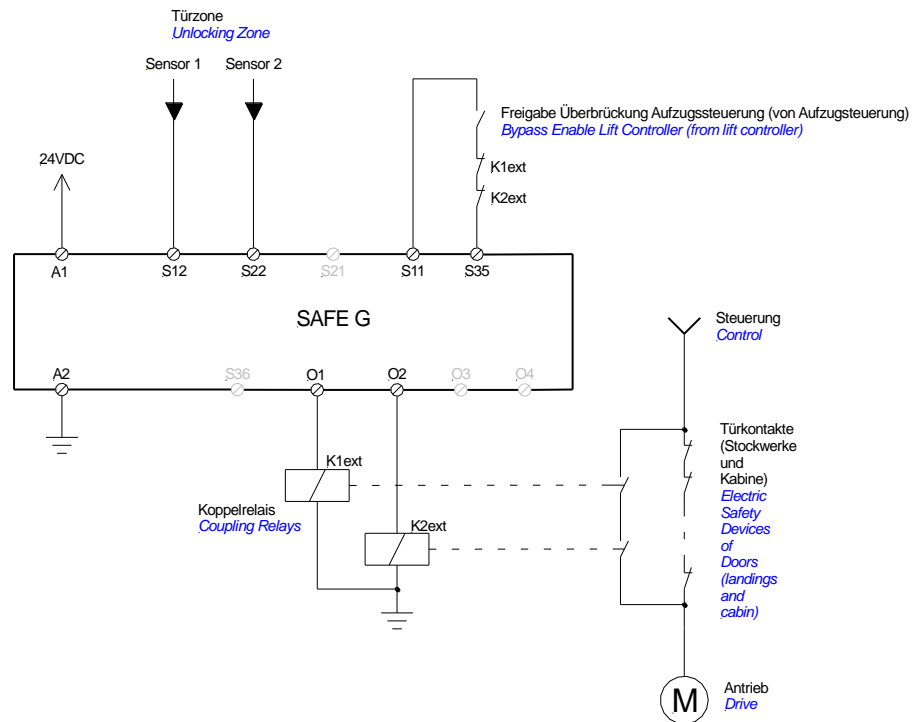 Türzone
Unlocking Zone
Sensor 1
Sensor 2
Freigabe Überbrückung Aufzugssteuerung (von Aufzugsteuerung)
Bypass Enable Lift Controller (from lift controller)
24VDC
K1ext
K2ext
A1
S12
S22
S21
S11
S35
SAFE G
Steuerung
Control
A2
S36
O1
O2
O3
O4
Türkontakte
(Stockwerke
und
Kabine)
Electric
Safety
Devices
of
Doors
(landings
and
cabin)
K1ext
Koppelrelais
Coupling Relays
K2ext
M
Antrieb
Drive